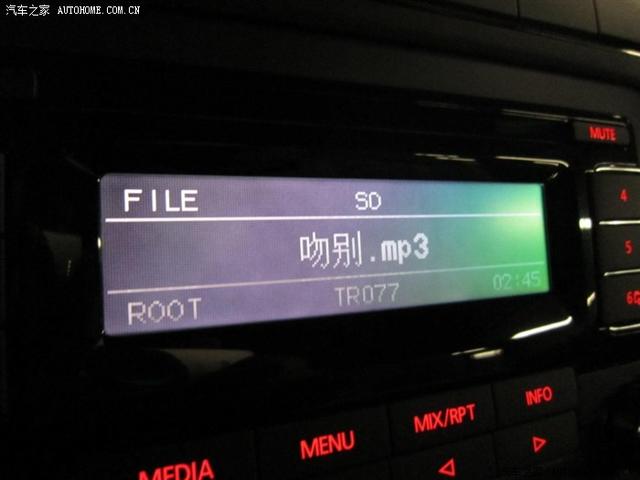 汽车之家 AUTOHOME.COM.CN
MUTE
FILE SD
吻别.mp3
ROOT TR077 02:45
4
5
6
MEDIA MENU MIX/RPT INFO